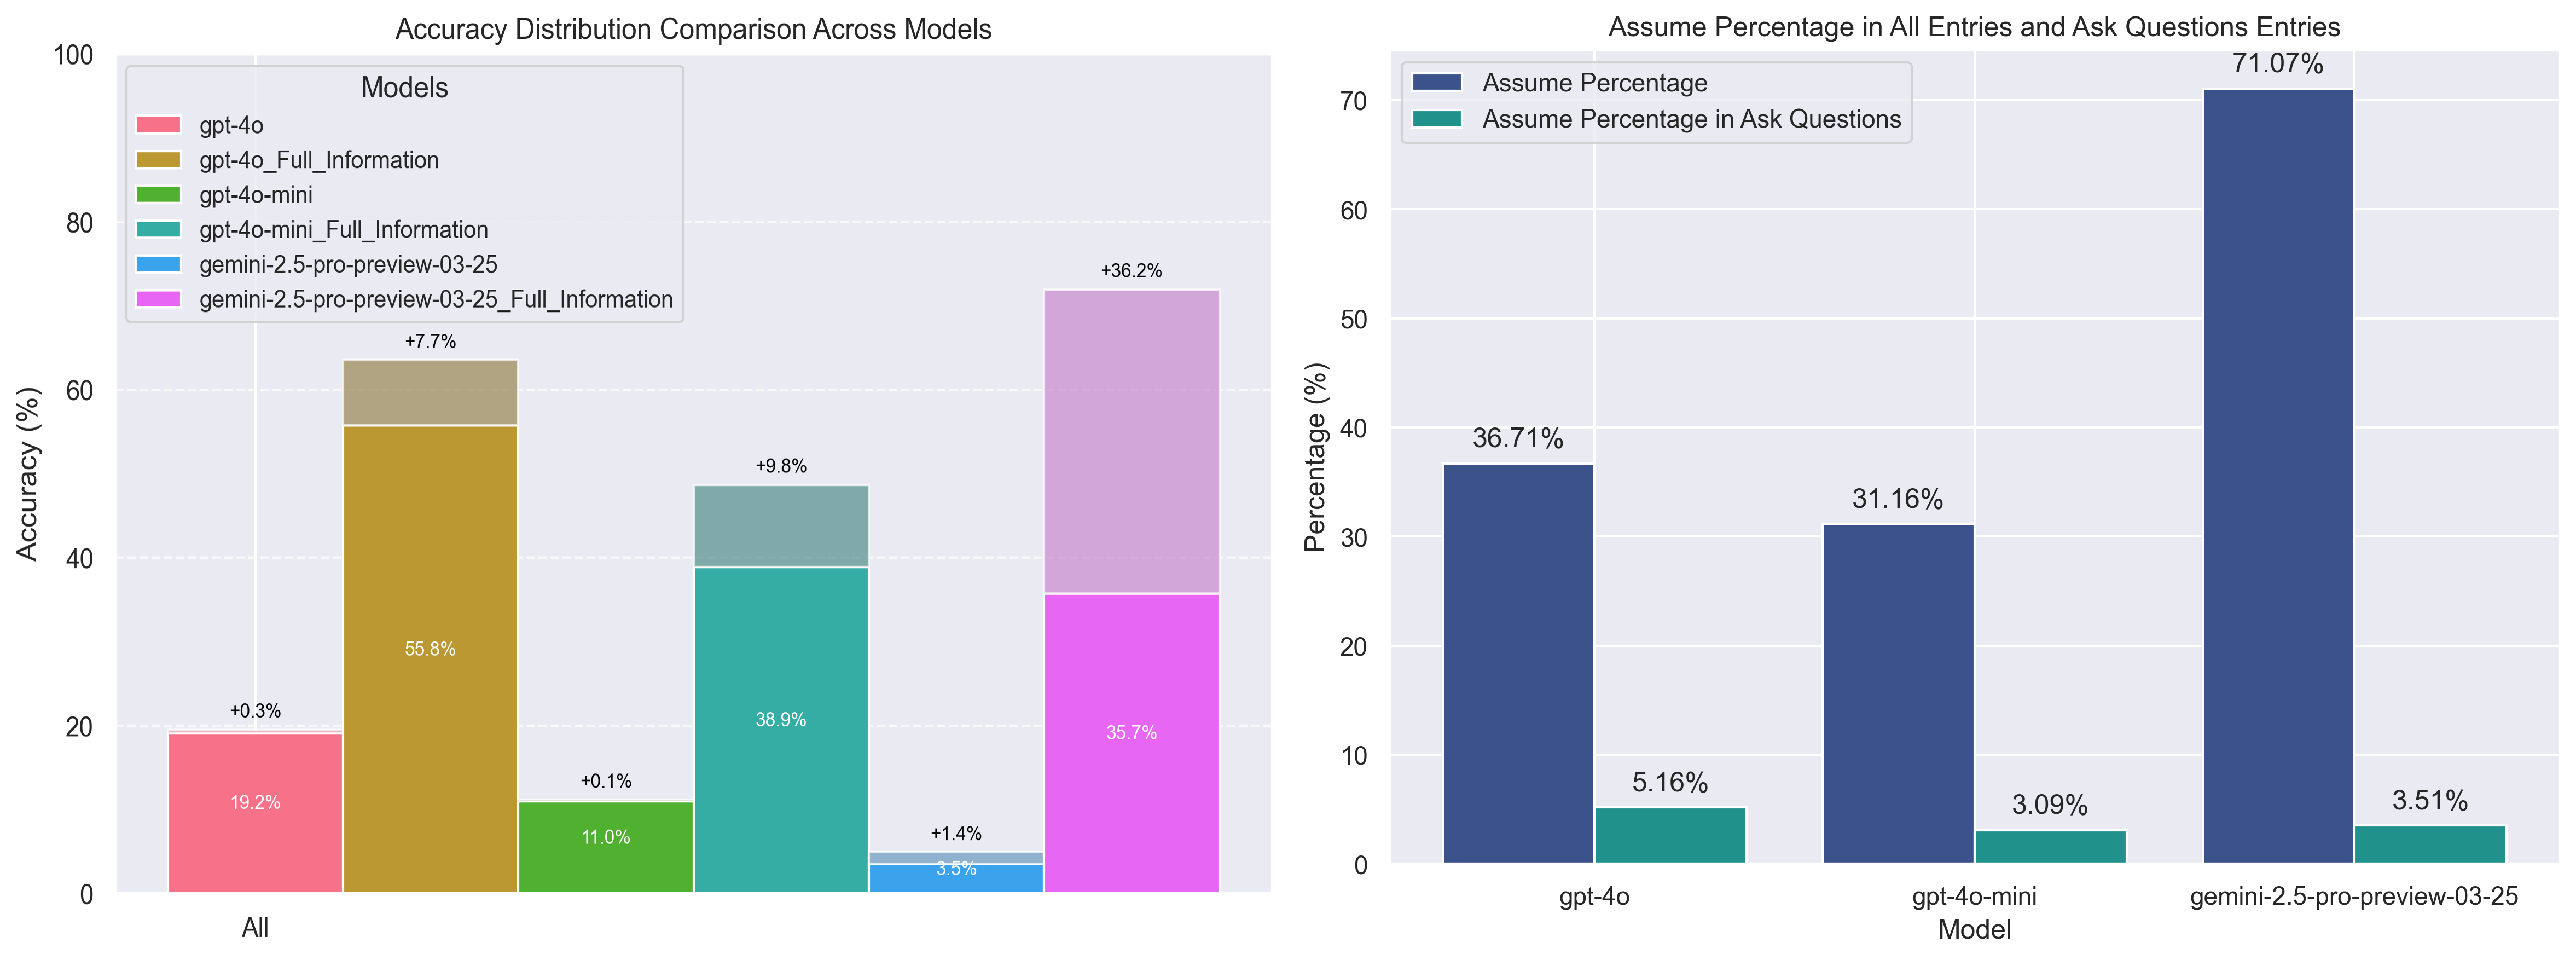 Accuracy Distribution Comparison Across Models
Accuracy (%)
100
80
60
40
20
0
Models
gpt-4o
gpt-4o_Full_Information
gpt-4o-mini
gpt-4o-mini_Full_Information
gemini-2.5-pro-preview-03-25
gemini-2.5-pro-preview-03-25_Full_Information
+0.3%
19.2%
+7.7%
55.8%
+0.1%
11.0%
+9.8%
38.9%
+1.4%
3.5%
+36.2%
35.7%
All
Assume Percentage in All Entries and Ask Questions Entries
Percentage (%)
70
60
50
40
30
20
10
0
Assume Percentage
Assume Percentage in Ask Questions
36.71%
5.16%
31.16%
3.09%
71.07%
3.51%
gpt-4o
gpt-4o-mini
gemini-2.5-pro-preview-03-25
Model